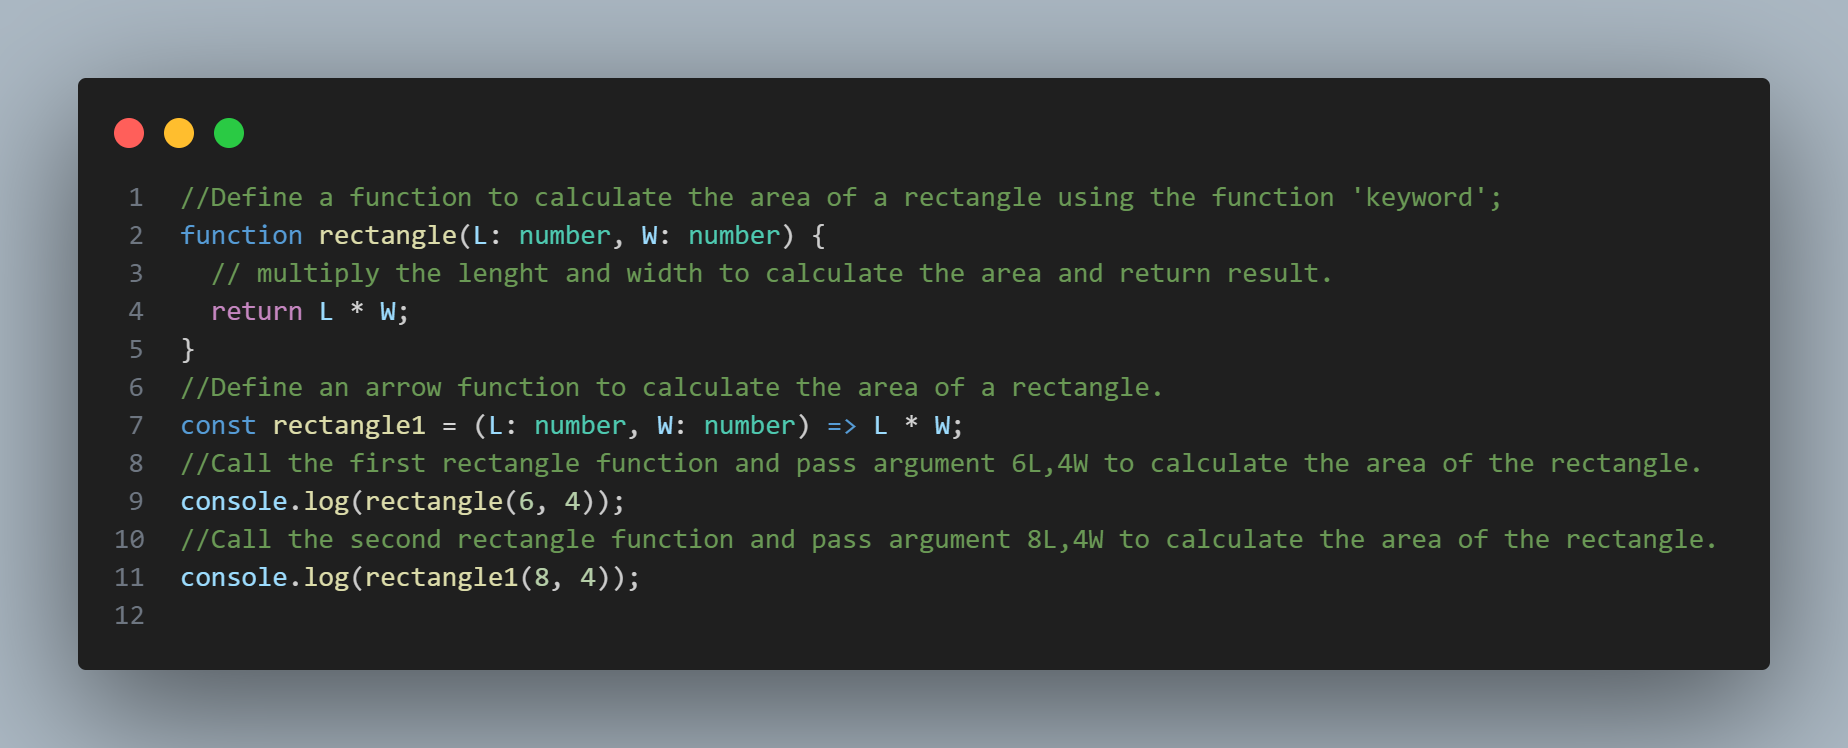 1 //Define a function to calculate the area of a rectangle using the function 'keyword';
2 function rectangle(L: number, W: number) {
3   // multiply the lenght and width to calculate the area and return result.
4   return L * W;
5 }
6 //Define an arrow function to calculate the area of a rectangle.
7 const rectangle1 = (L: number, W: number) => L * W;
8 //Call the first rectangle function and pass argument 6L,4W to calculate the area of the rectangle.
9 console.log(rectangle(6, 4));
10 //Call the second rectangle function and pass argument 8L,4W to calculate the area of the rectangle.
11 console.log(rectangle1(8, 4));
12